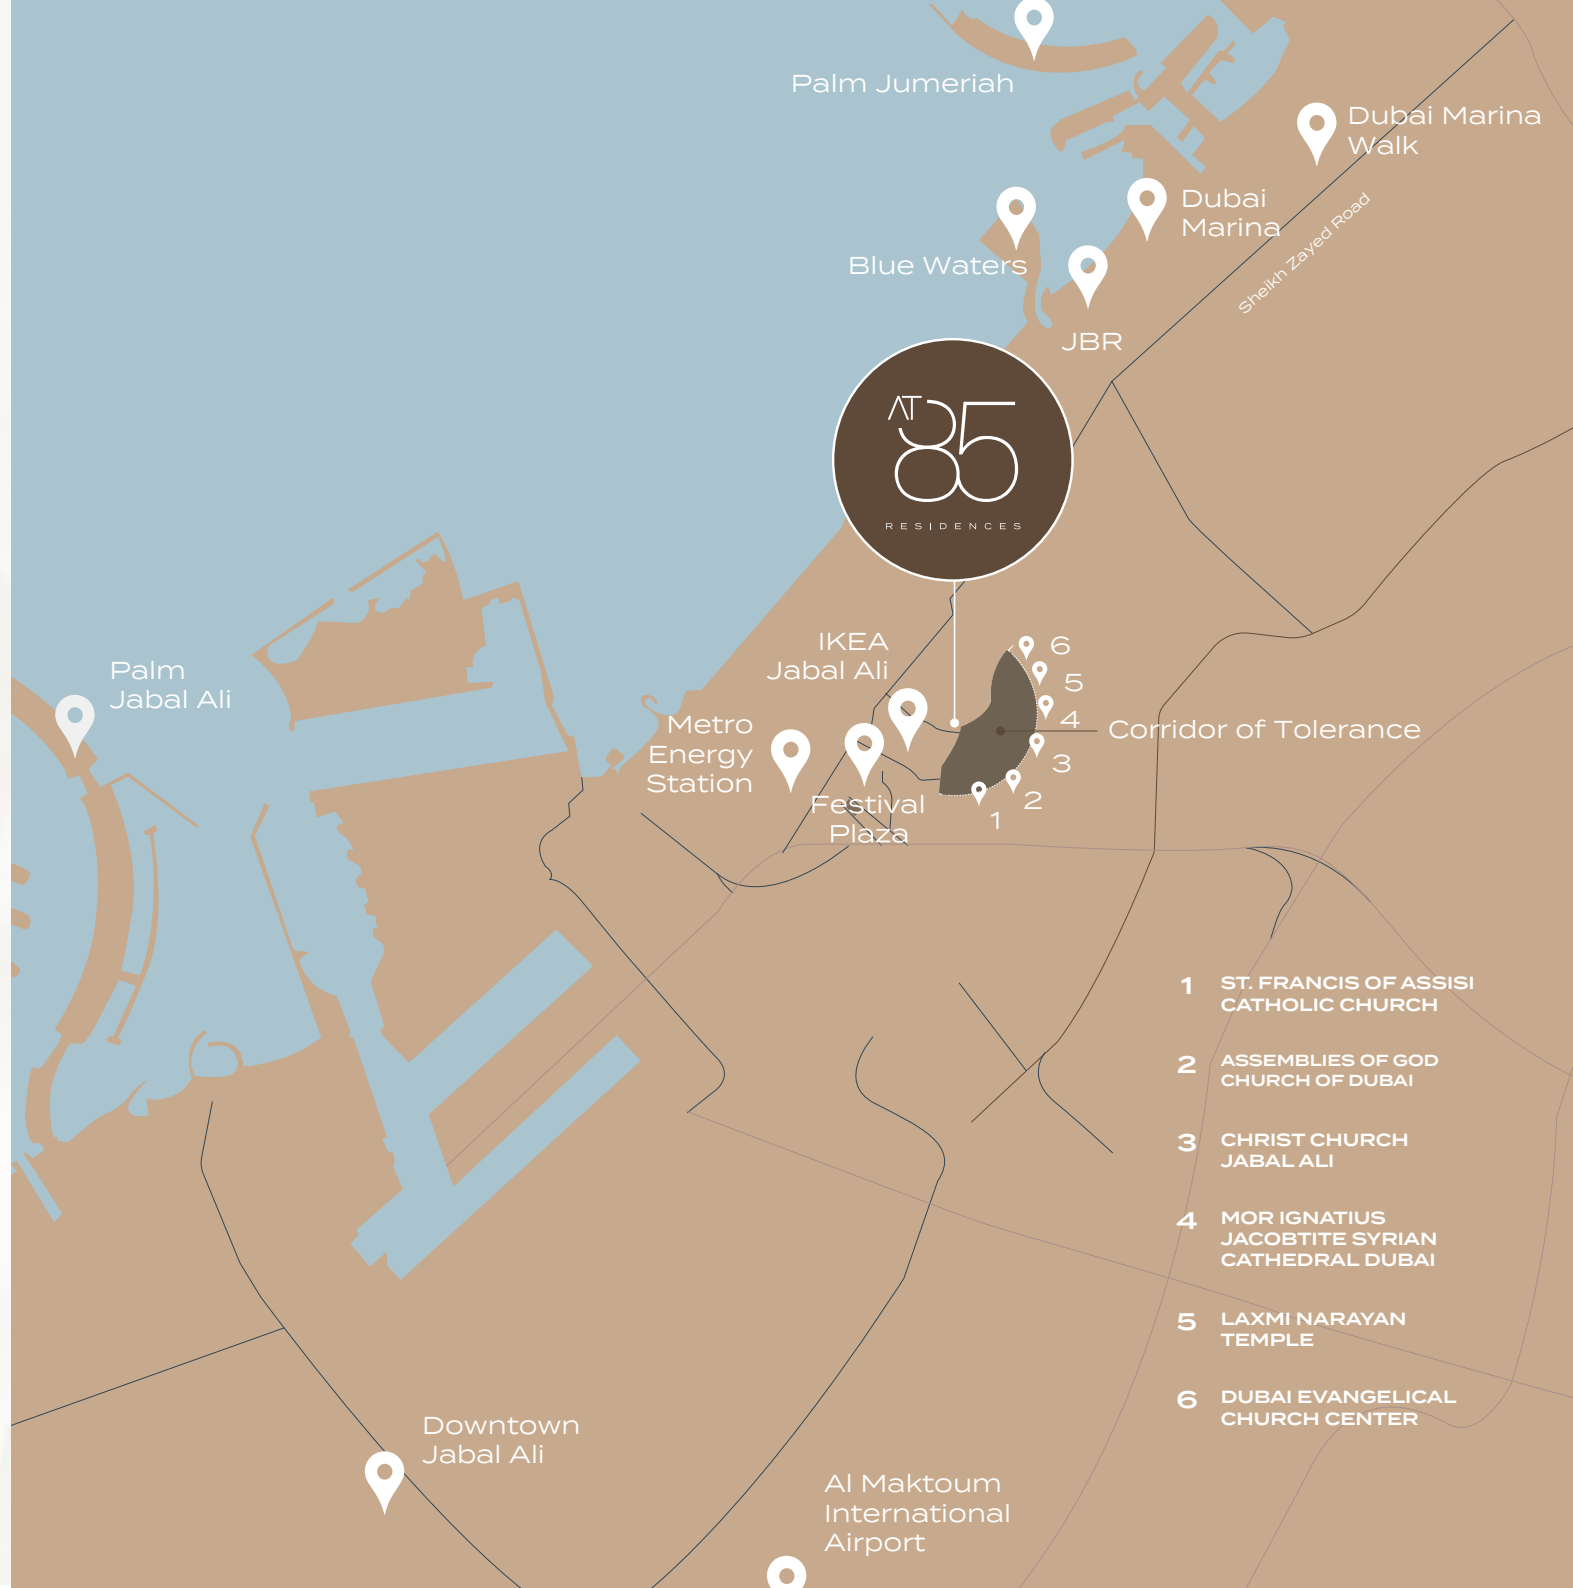 Palm Jumeriah
Dubai Marina
Walk
Dubai
Marina
Sheikh Zayed Road
Blue Waters
JBR
AT
85
RESIDENCES
IKEA
Jabal Ali
Palm
Jabal Ali
Metro
Energy
Station
Festival
Plaza
6
5
4
3
2
1
Corridor of Tolerance
1 ST. FRANCIS OF ASSISI
CATHOLIC CHURCH
2 ASSEMBLIES OF GOD
CHURCH OF DUBAI
3 CHRIST CHURCH
JABAL ALI
4 MOR IGNATIUS
JACOBTITE SYRIAN
CATHEDRAL DUBAI
5 LAXMI NARAYAN
TEMPLE
6 DUBAI EVANGELICAL
CHURCH CENTER
Downtown
Jabal Ali
Al Maktoum
International
Airport